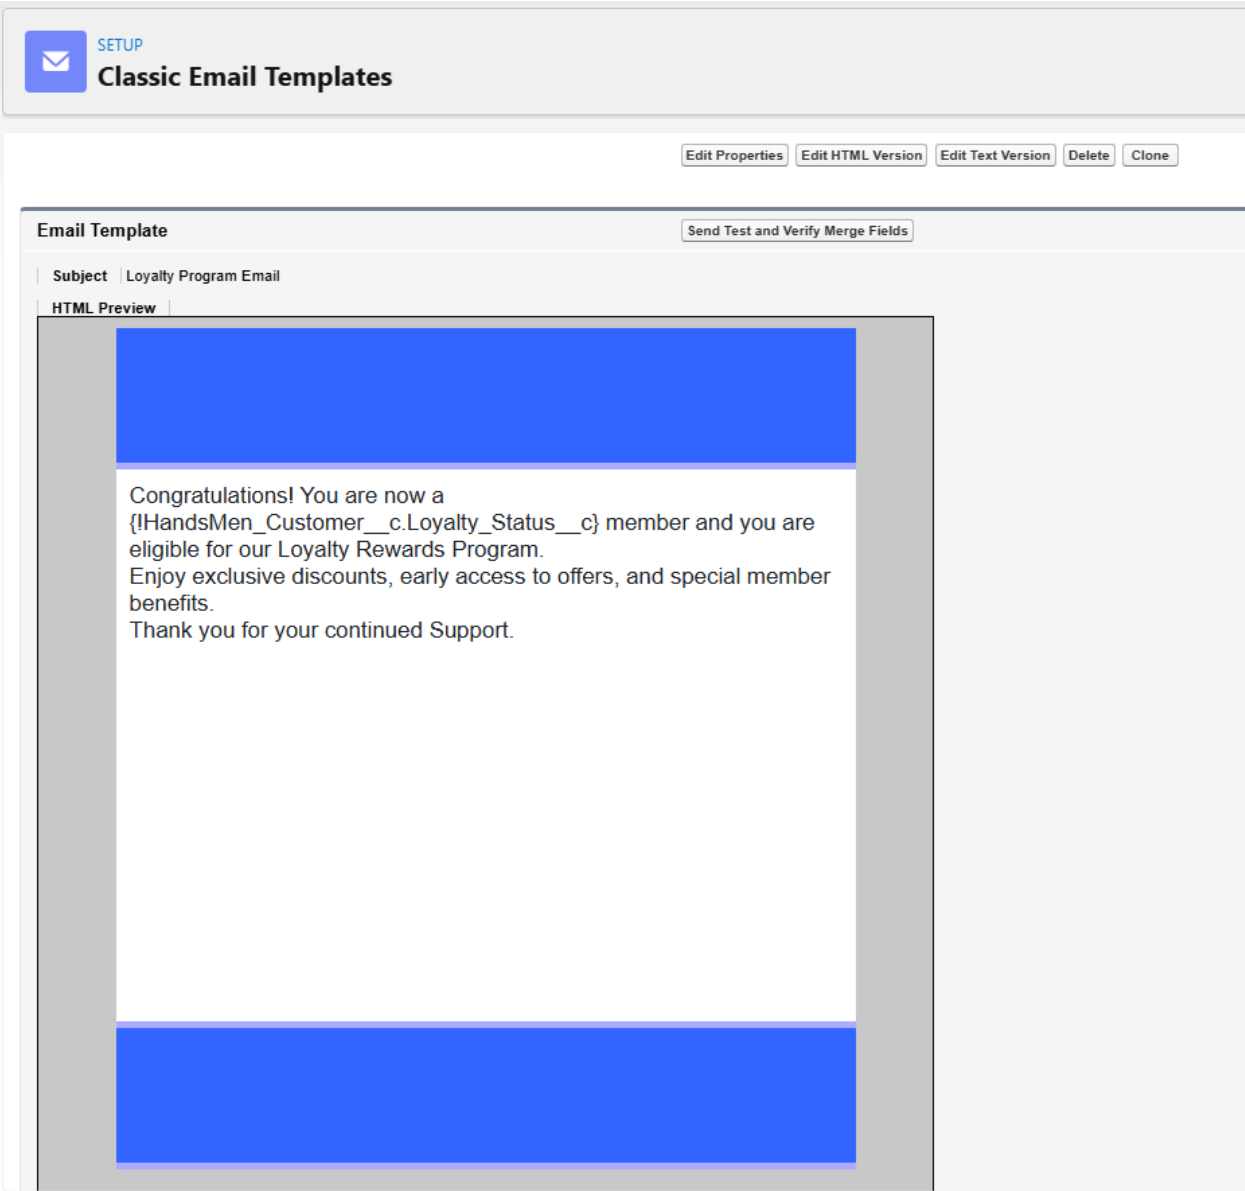 SETUP
Classic Email Templates
Edit Properties Edit HTML Version Edit Text Version Delete Clone
Email Template Send Test and Verify Merge Fields
Subject Loyalty Program Email
HTML Preview
Congratulations! You are now a
{!HandsMen_Customer__c.Loyalty_Status__c} member and you are
eligible for our Loyalty Rewards Program.
Enjoy exclusive discounts, early access to offers, and special member
benefits.
Thank you for your continued Support.